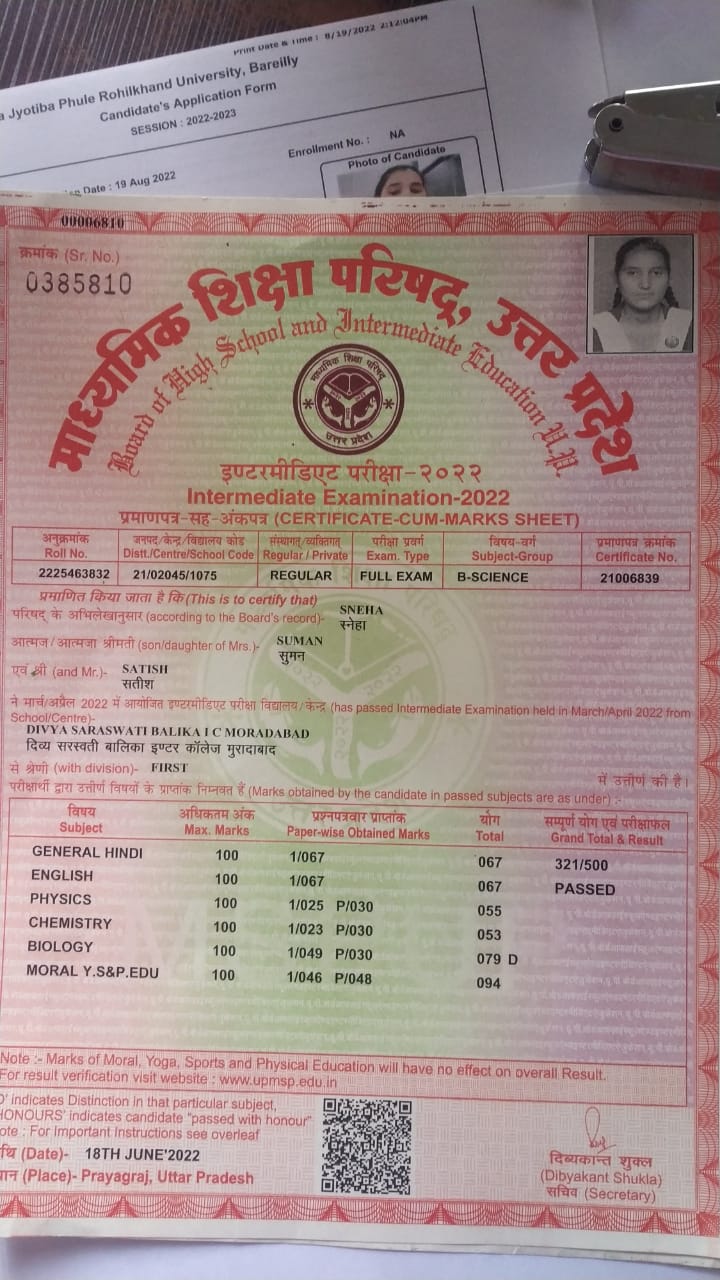 Print Date & Time : 8/19/2022 2:12:04PM
a Jyotiba Phule Rohilkhand University, Bareilly
Candidate's Application Form
SESSION : 2022-2023
Enrollment No. : NA
Photo of Candidate
Date : 19 Aug 2022
00006810
क्रमांक (Sr. No.)
0385810
माध्यमिक शिक्षा परिषद्, उत्तर प्रदेश
Board of High School and Intermediate Education U.P.
माध्यमिक शिक्षा परिषद्
उत्तर प्रदेश
इण्टरमीडिएट परीक्षा-२०२२
Intermediate Examination-2022
प्रमाणपत्र-सह-अंकपत्र (CERTIFICATE-CUM-MARKS SHEET)
अनुक्रमांक जनपद/केन्द्र/विद्यालय कोड संस्थागत्/व्यक्तिगत् परीक्षा प्रवर्ग विषय-वर्ग प्रमाणपत्र क्रमांक
Roll No. Distt./Centre/School Code Regular / Private Exam. Type Subject-Group Certificate No.
2225463832 21/02045/1075 REGULAR FULL EXAM B-SCIENCE 21006839
प्रमाणित किया जाता है कि(This is to certify that)
परिषद् के अभिलेखानुसार (according to the Board's record)- SNEHA
स्नेहा
आत्मज/आत्मजा श्रीमती (son/daughter of Mrs.)- SUMAN
सुमन
एवं श्री (and Mr.)- SATISH
सतीश
ने मार्च/अप्रैल 2022 में आयोजित इण्टरमीडिएट परीक्षा विद्यालय/केन्द्र (has passed Intermediate Examination held in March/April 2022 from
School/Centre)-
DIVYA SARASWATI BALIKA I C MORADABAD
दिव्य सरस्वती बालिका इण्टर कॉलेज मुरादाबाद
से श्रेणी (with division)- FIRST में उत्तीर्ण की है।
परीक्षार्थी द्वारा उत्तीर्ण विषयों के प्राप्तांक निम्नवत हैं (Marks obtained by the candidate in passed subjects are as under) :-
विषय अधिकतम अंक प्रश्नपत्रवार प्राप्तांक योग सम्पूर्ण योग एवं परीक्षाफल
Subject Max. Marks Paper-wise Obtained Marks Total Grand Total & Result
GENERAL HINDI 100 1/067 067 321/500
ENGLISH 100 1/067 067 PASSED
PHYSICS 100 1/025 P/030 055
CHEMISTRY 100 1/023 P/030 053
BIOLOGY 100 1/049 P/030 079 D
MORAL Y.S&P.EDU 100 1/046 P/048 094
Note :- Marks of Moral, Yoga, Sports and Physical Education will have no effect on overall Result.
For result verification visit website : www.upmsp.edu.in
D' indicates Distinction in that particular subject,
HONOURS' indicates candidate "passed with honour"
ote : For Important Instructions see overleaf
थि (Date)- 18TH JUNE'2022
थान (Place)- Prayagraj, Uttar Pradesh
दिब्यकान्त शुक्ल
(Dibyakant Shukla)
सचिव (Secretary)